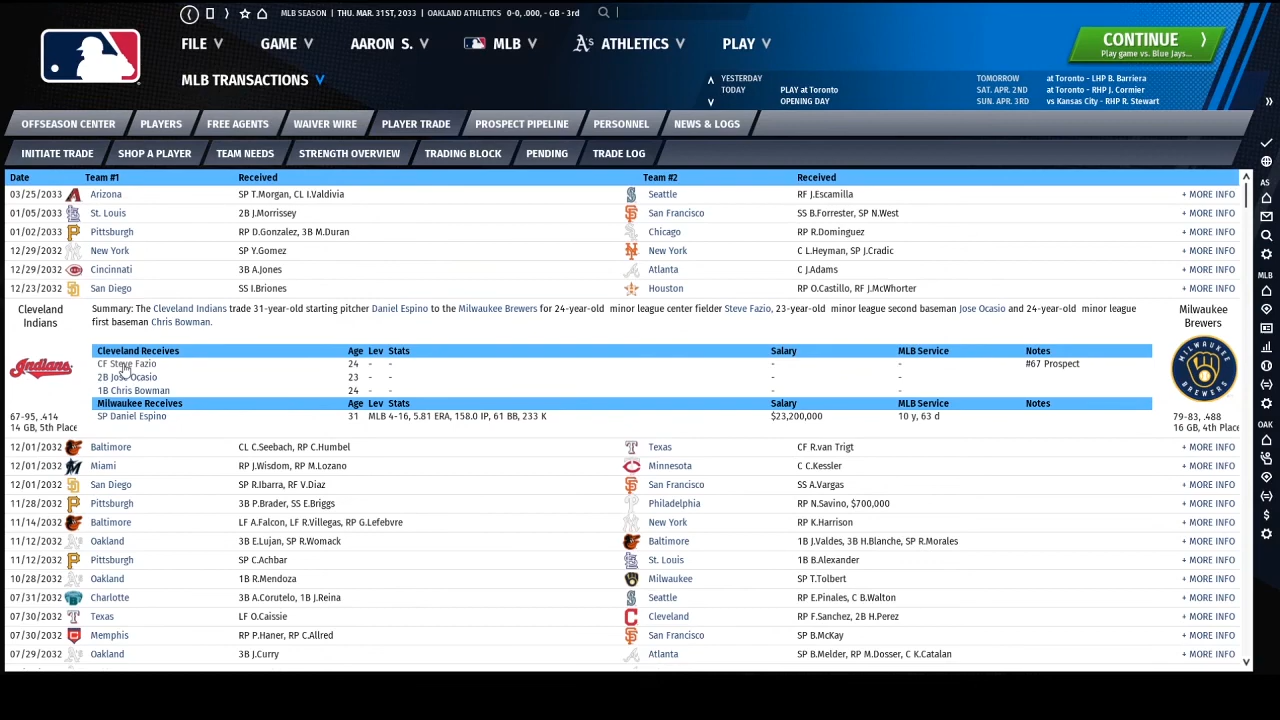 MLB SEASON | THU. MAR. 31ST, 2033 | OAKLAND ATHLETICS 0-0, .000, - GB - 3rd
FILE GAME AARON S. MLB A's ATHLETICS PLAY
CONTINUE
Play game vs. Blue Jays...
MLB TRANSACTIONS
YESTERDAY
TODAY PLAY at Toronto
OPENING DAY
TOMORROW at Toronto - LHP B. Barriera
SAT. APR. 2ND at Toronto - RHP J. Cormier
SUN. APR. 3RD vs Kansas City - RHP R. Stewart
OFFSEASON CENTER PLAYERS FREE AGENTS WAIVER WIRE PLAYER TRADE PROSPECT PIPELINE PERSONNEL NEWS & LOGS
INITIATE TRADE SHOP A PLAYER TEAM NEEDS STRENGTH OVERVIEW TRADING BLOCK PENDING TRADE LOG
Date Team #1 Received Team #2 Received
03/25/2033 Arizona SP T.Morgan, CL I.Valdivia Seattle RF J.Escamilla + MORE INFO
01/05/2033 St. Louis 2B J.Morrissey San Francisco SS B.Forrester, SP N.West + MORE INFO
01/02/2033 Pittsburgh RP D.Gonzalez, 3B M.Duran Chicago RP R.Dominguez + MORE INFO
12/29/2032 New York SP Y.Gomez New York C L.Heyman, SP J.Cradic + MORE INFO
12/29/2032 Cincinnati 3B A.Jones Atlanta C J.Adams + MORE INFO
12/23/2032 San Diego SS I.Briones Houston RP O.Castillo, RF J.McWhorter + MORE INFO
Cleveland Indians
Summary: The Cleveland Indians trade 31-year-old starting pitcher Daniel Espino to the Milwaukee Brewers for 24-year-old minor league center fielder Steve Fazio, 23-year-old minor league second baseman Jose Ocasio and 24-year-old minor league
first baseman Chris Bowman.
Milwaukee Brewers
Cleveland Receives Age Lev Stats Salary MLB Service Notes
CF Steve Fazio 24 - - - - #67 Prospect
2B Jose Ocasio 23 - - - -
1B Chris Bowman 24 - - - -
Milwaukee Receives Age Lev Stats Salary MLB Service Notes
SP Daniel Espino 31 MLB 4-16, 5.81 ERA, 158.0 IP, 61 BB, 233 K $23,200,000 10 y, 63 d
Indians
67-95, .414
14 GB, 5th Place
MILWAUKEE BREWERS
79-83, .488
16 GB, 4th Place
12/01/2032 Baltimore CL C.Seebach, RP C.Humbel Texas CF R.van Trigt + MORE INFO
12/01/2032 Miami RP J.Wisdom, RP M.Lozano Minnesota C C.Kessler + MORE INFO
12/01/2032 San Diego SP R.Ibarra, RF V.Diaz San Francisco SS A.Vargas + MORE INFO
11/28/2032 Pittsburgh 3B P.Brader, SS E.Briggs Philadelphia RP N.Savino, $700,000 + MORE INFO
11/14/2032 Baltimore LF A.Falcon, LF R.Villegas, RP G.Lefebvre New York RP K.Harrison + MORE INFO
11/12/2032 Oakland 3B E.Lujan, SP R.Womack Baltimore 1B J.Valdes, 3B H.Blanche, SP R.Morales + MORE INFO
11/12/2032 Pittsburgh SP C.Achbar St. Louis 1B B.Alexander + MORE INFO
10/28/2032 Oakland 1B R.Mendoza Milwaukee SP T.Tolbert + MORE INFO
07/31/2032 Charlotte 3B A.Corutelo, 1B J.Reina Seattle RP E.Pinales, C B.Walton + MORE INFO
07/30/2032 Texas LF O.Caissie Cleveland RP F.Sanchez, 2B H.Perez + MORE INFO
07/30/2032 Memphis RP P.Haner, RP C.Allred San Francisco SP B.McKay + MORE INFO
07/29/2032 Oakland 3B J.Curry Atlanta SP B.Melder, RP M.Dosser, C K.Catalan + MORE INFO
AS
MLB
OAK